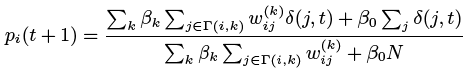 $p_i(t+1) = \frac{\sum_k \beta_k \sum_{j \in \Gamma(i,k)} w_{ij}^{(k)} \delta(j,t) + \beta_0 \sum_j \delta(j,t)}{\sum_k \beta_k \sum_{j \in \Gamma(i,k)} w_{ij}^{(k)} + \beta_0 N}$